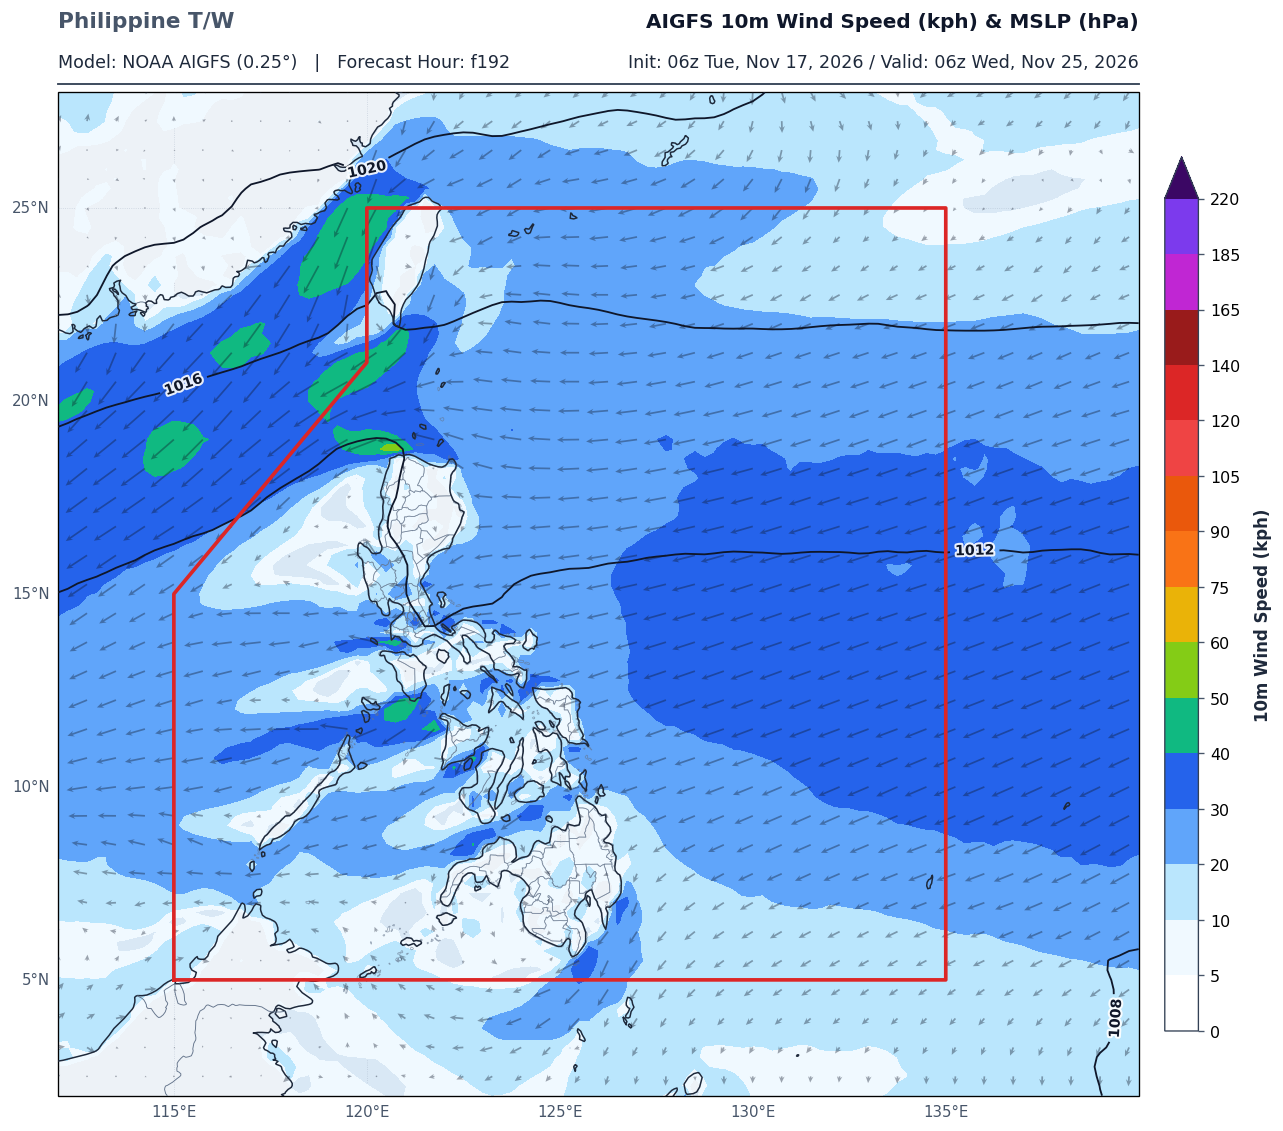 Philippine T/W
AIGFS 10m Wind Speed (kph) & MSLP (hPa)
Model: NOAA AIGFS (0.25°)   |   Forecast Hour: f192
Init: 06z Tue, Nov 17, 2026 / Valid: 06z Wed, Nov 25, 2026
1020
1016
1012
1008
25°N
20°N
15°N
10°N
5°N
115°E
120°E
125°E
130°E
135°E
220
185
165
140
120
105
90
75
60
50
40
30
20
10
5
0
10m Wind Speed (kph)